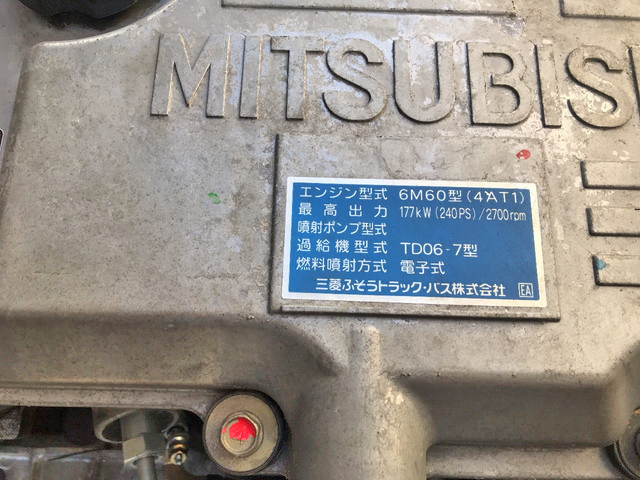 MITSUBIS
エンジン型式 6M60型(4AT1)
最高出力 177kW(240PS)/2700rpm
噴射ポンプ型式
過給機型式 TD06-7型
燃料噴射方式 電子式
三菱ふそうトラック・バス株式会社 EA